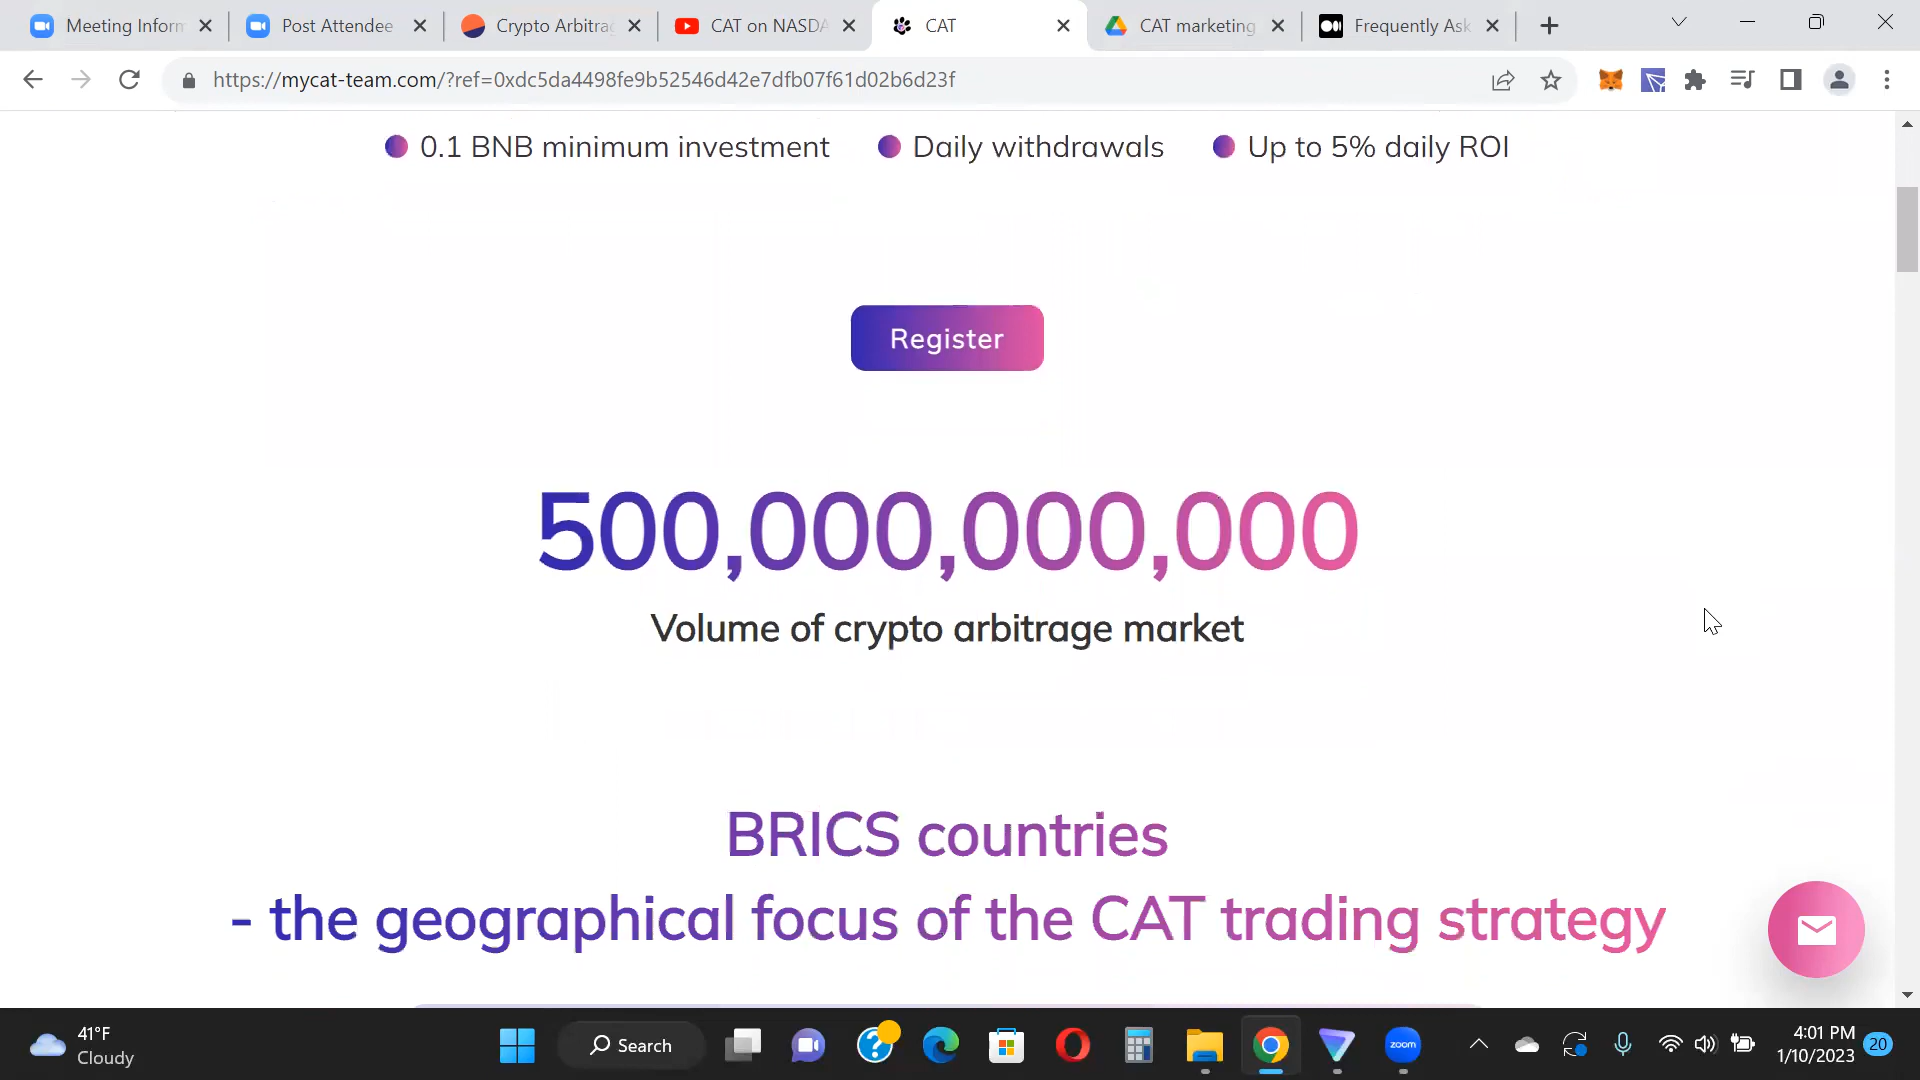 Meeting Inform
Post Attendee
Crypto Arbitrag
CAT on NASDA
CAT
CAT marketing
Frequently Ask
https://mycat-team.com/?ref=0xdc5da4498fe9b52546d42e7dfb07f61d02b6d23f
0.1 BNB minimum investment
Daily withdrawals
Up to 5% daily ROI
Register
500,000,000,000
Volume of crypto arbitrage market
BRICS countries
- the geographical focus of the CAT trading strategy
41°F
Cloudy
Search
zoom
4:01 PM
1/10/2023
20